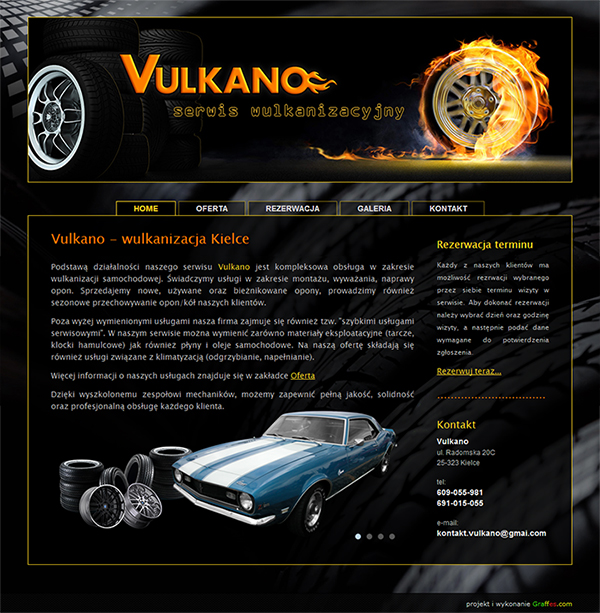 VULKANO
serwis wulkanizacyjny
HOME
OFERTA
REZERWACJA
GALERIA
KONTAKT
Vulkano - wulkanizacja Kielce
Podstawą działalności naszego serwisu Vulkano jest kompleksowa obsługa w zakresie
wulkanizacji samochodowej. Świadczymy usługi w zakresie montażu, wyważania, naprawy
opon. Sprzedajemy nowe, używane oraz bieżnikowane opony, prowadzimy również
sezonowe przechowywanie opon/kół naszych klientów.
Poza wyżej wymienionymi usługami nasza firma zajmuje się również tzw. "szybkimi usługami
serwisowymi". W naszym serwisie można wymienić zarówno materiały eksploatacyjne (tarcze,
klocki hamulcowe) jak również płyny i oleje samochodowe. Na naszą ofertę składają się
również usługi związane z klimatyzacją (odgrzybianie, napełnianie).
Więcej informacji o naszych usługach znajduje się w zakładce Oferta
Dzięki wyszkolonemu zespołowi mechaników, możemy zapewnić pełną jakość, solidność
oraz profesjonalną obsługę każdego klienta.
Rezerwacja terminu
Każdy z naszych klientów ma
możliwość rezrwacji wybranego
przez siebie terminu wizyty w
serwisie. Aby dokonać rezerwacji
należy wybrać dzień oraz godzinę
wizyty, a następnie podać dane
wymagane do potwierdzenia
zgłoszenia.
Rezerwuj teraz...
Kontakt
Vulkano
ul. Radomska 20C
25-323 Kielce
tel:
609-055-981
691-015-055
e-mail:
kontakt.vulkano@gmai.com
projekt i wykonanie Graffes.com